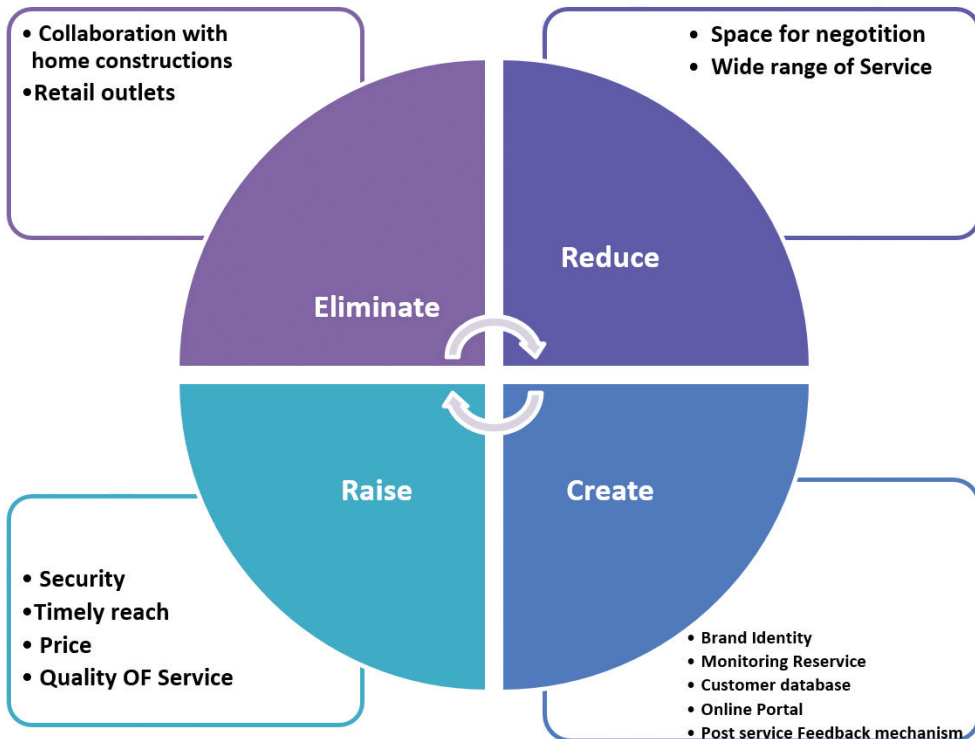 • Collaboration with
home constructions
•Retail outlets
• Space for negotition
• Wide range of Service
Eliminate
Reduce
Raise
Create
• Security
•Timely reach
• Price
• Quality OF Service
• Brand Identity
• Monitoring Reservice
• Customer database
• Online Portal
• Post service Feedback mechanism